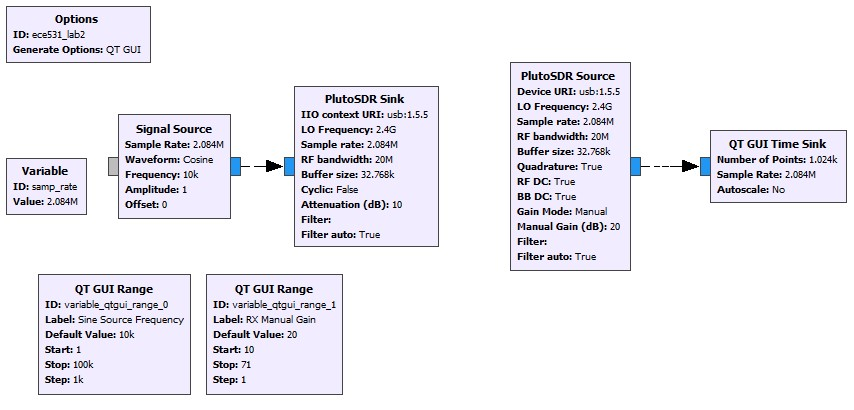 Options
ID: ece531_lab2
Generate Options: QT GUI
Variable
ID: samp_rate
Value: 2.084M
Signal Source
Sample Rate: 2.084M
Waveform: Cosine
Frequency: 10k
Amplitude: 1
Offset: 0
PlutoSDR Sink
IIO context URI: usb:1.5.5
LO Frequency: 2.4G
Sample rate: 2.084M
RF bandwidth: 20M
Buffer size: 32.768k
Cyclic: False
Attenuation (dB): 10
Filter:
Filter auto: True
PlutoSDR Source
Device URI: usb:1.5.5
LO Frequency: 2.4G
Sample rate: 2.084M
RF bandwidth: 20M
Buffer size: 32.768k
Quadrature: True
RF DC: True
BB DC: True
Gain Mode: Manual
Manual Gain (dB): 20
Filter:
Filter auto: True
QT GUI Time Sink
Number of Points: 1.024k
Sample Rate: 2.084M
Autoscale: No
QT GUI Range
ID: variable_qtgui_range_0
Label: Sine Source Frequency
Default Value: 10k
Start: 1
Stop: 100k
Step: 1k
QT GUI Range
ID: variable_qtgui_range_1
Label: RX Manual Gain
Default Value: 20
Start: 10
Stop: 71
Step: 1